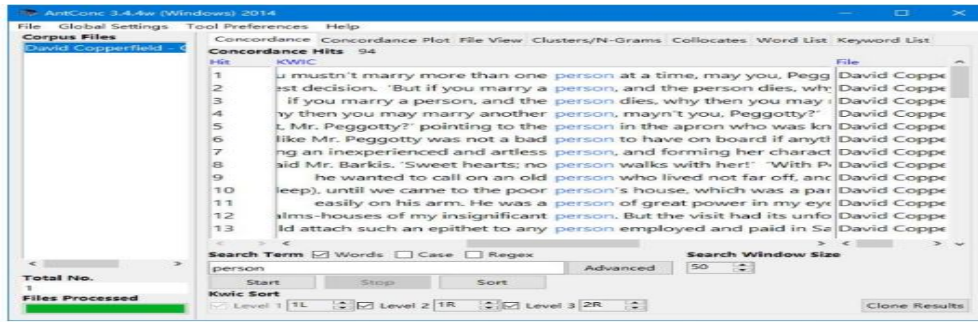 AntConc 3.4.4w (Windows) 2014
File Global Settings Tool Preferences Help
Corpus Files
David Copperfield -
Concordance Concordance Plot File View Clusters/N-Grams Collocates Word List Keyword List
Concordance Hits 94
Hit KWIC File
1 u mustn't marry more than one person at a time, may you, Pegg David Coppe
2 est decision. 'But if you marry a person, and the person dies, why David Coppe
3 if you marry a person, and the person dies, why then you may David Coppe
4 ny then you may marry another person, mayn't you, Peggotty?' David Coppe
5 t, Mr. Peggotty?' pointing to the person in the apron who was kn David Coppe
6 like Mr. Peggotty was not a bad person to have on board if anyth David Coppe
7 ng an inexperienced and artless person, and forming her charact David Coppe
8 aid Mr. Barkis. 'Sweet hearts; no person walks with her!' 'With P David Coppe
9 he wanted to call on an old person who lived not far off, and David Coppe
10 leep), until we came to the poor person's house, which was a par David Coppe
11 easily on his arm. He was a person of great power in my eye David Coppe
12 alms-houses of my insignificant person. But the visit had its unfo David Coppe
13 ld attach such an epithet to any person employed and paid in Sa David Coppe
Search Term Words Case Regex Search Window Size
person Advanced 50
Total No.
1
Start Stop Sort
Files Processed
Kwic Sort
Level 1 1L Level 2 1R Level 3 2R Clone Results